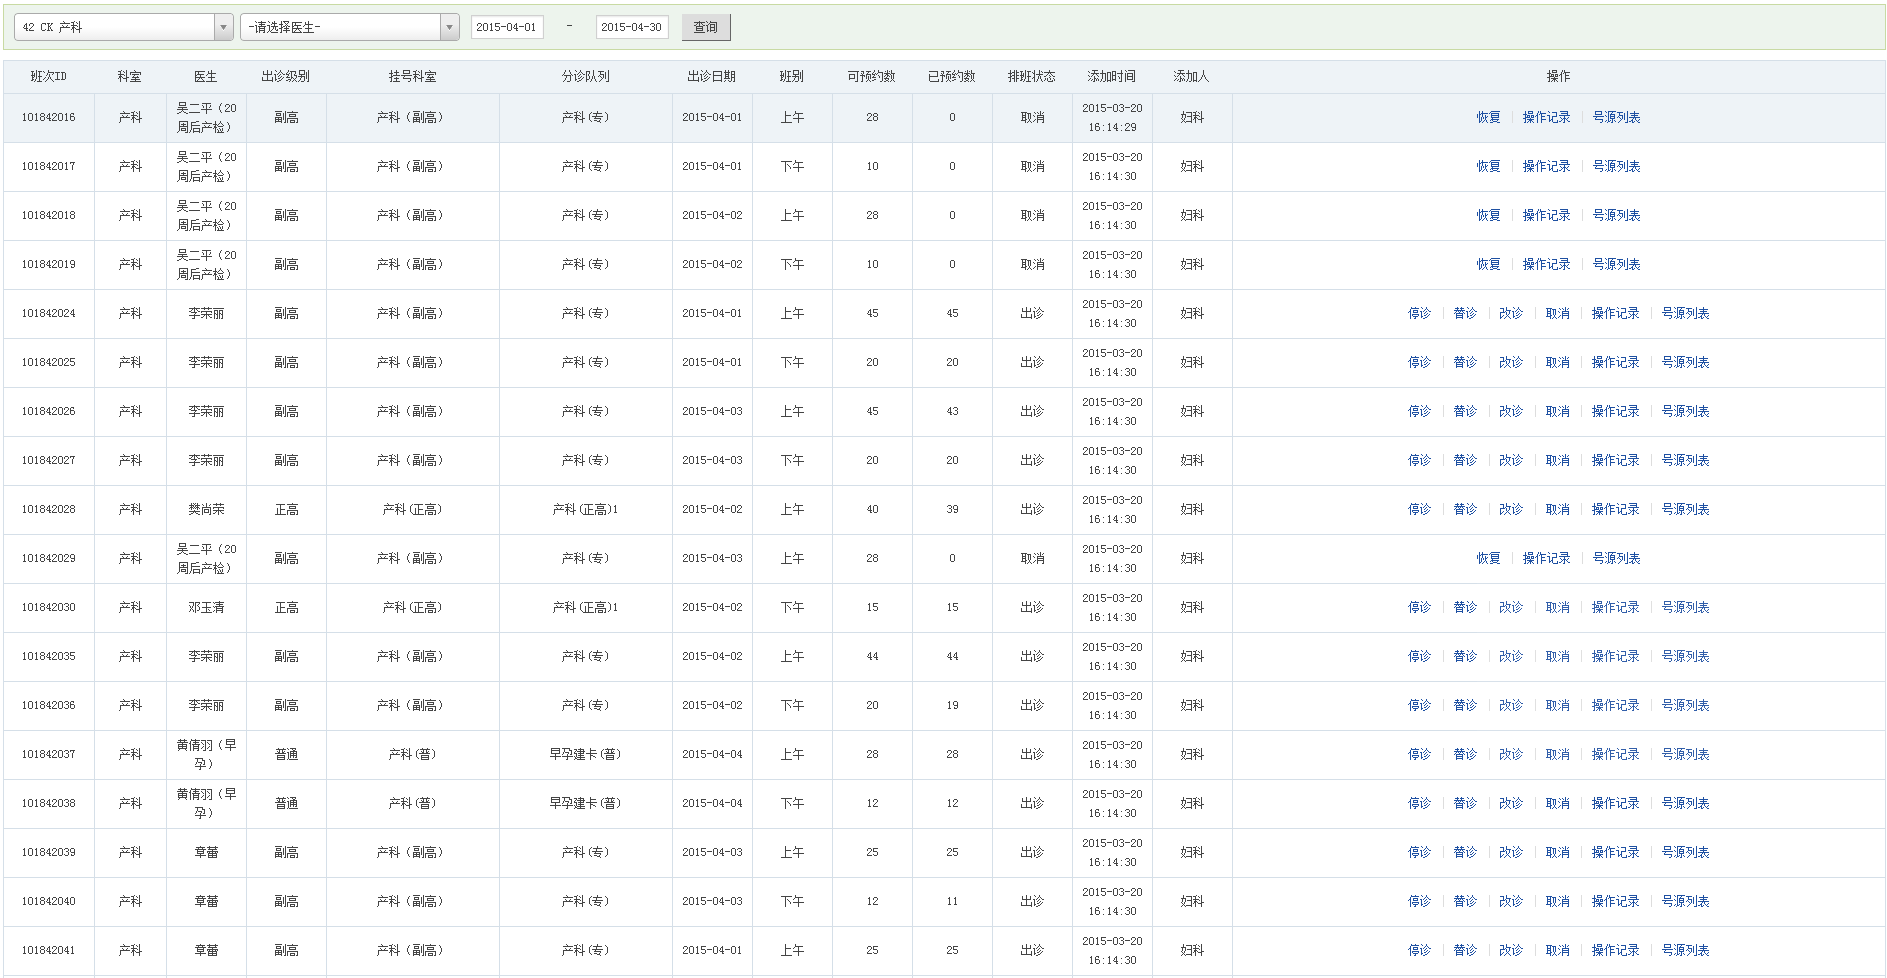 42 CK 产科 -请选择医生- 2015-04-01 - 2015-04-30 查询
班次ID 科室 医生 出诊级别 挂号科室 分诊队列 出诊日期 班别 可预约数 已预约数 排班状态 添加时间 添加人 操作
101842016 产科 吴二平（20周后产检） 副高 产科（副高） 产科(专) 2015-04-01 上午 28 0 取消 2015-03-20 16:14:29 妇科 恢复 操作记录 号源列表
101842017 产科 吴二平（20周后产检） 副高 产科（副高） 产科(专) 2015-04-01 下午 10 0 取消 2015-03-20 16:14:30 妇科 恢复 操作记录 号源列表
101842018 产科 吴二平（20周后产检） 副高 产科（副高） 产科(专) 2015-04-02 上午 28 0 取消 2015-03-20 16:14:30 妇科 恢复 操作记录 号源列表
101842019 产科 吴二平（20周后产检） 副高 产科（副高） 产科(专) 2015-04-02 下午 10 0 取消 2015-03-20 16:14:30 妇科 恢复 操作记录 号源列表
101842024 产科 李荣丽 副高 产科（副高） 产科(专) 2015-04-01 上午 45 45 出诊 2015-03-20 16:14:30 妇科 停诊 替诊 改诊 取消 操作记录 号源列表
101842025 产科 李荣丽 副高 产科（副高） 产科(专) 2015-04-01 下午 20 20 出诊 2015-03-20 16:14:30 妇科 停诊 替诊 改诊 取消 操作记录 号源列表
101842026 产科 李荣丽 副高 产科（副高） 产科(专) 2015-04-03 上午 45 43 出诊 2015-03-20 16:14:30 妇科 停诊 替诊 改诊 取消 操作记录 号源列表
101842027 产科 李荣丽 副高 产科（副高） 产科(专) 2015-04-03 下午 20 20 出诊 2015-03-20 16:14:30 妇科 停诊 替诊 改诊 取消 操作记录 号源列表
101842028 产科 樊尚荣 正高 产科(正高) 产科(正高)1 2015-04-02 上午 40 39 出诊 2015-03-20 16:14:30 妇科 停诊 替诊 改诊 取消 操作记录 号源列表
101842029 产科 吴二平（20周后产检） 副高 产科（副高） 产科(专) 2015-04-03 上午 28 0 取消 2015-03-20 16:14:30 妇科 恢复 操作记录 号源列表
101842030 产科 邓玉清 正高 产科(正高) 产科(正高)1 2015-04-02 下午 15 15 出诊 2015-03-20 16:14:30 妇科 停诊 替诊 改诊 取消 操作记录 号源列表
101842035 产科 李荣丽 副高 产科（副高） 产科(专) 2015-04-02 上午 44 44 出诊 2015-03-20 16:14:30 妇科 停诊 替诊 改诊 取消 操作记录 号源列表
101842036 产科 李荣丽 副高 产科（副高） 产科(专) 2015-04-02 下午 20 19 出诊 2015-03-20 16:14:30 妇科 停诊 替诊 改诊 取消 操作记录 号源列表
101842037 产科 黄倩羽（早孕） 普通 产科(普) 早孕建卡(普) 2015-04-04 上午 28 28 出诊 2015-03-20 16:14:30 妇科 停诊 替诊 改诊 取消 操作记录 号源列表
101842038 产科 黄倩羽（早孕） 普通 产科(普) 早孕建卡(普) 2015-04-04 下午 12 12 出诊 2015-03-20 16:14:30 妇科 停诊 替诊 改诊 取消 操作记录 号源列表
101842039 产科 章蕾 副高 产科（副高） 产科(专) 2015-04-03 上午 25 25 出诊 2015-03-20 16:14:30 妇科 停诊 替诊 改诊 取消 操作记录 号源列表
101842040 产科 章蕾 副高 产科（副高） 产科(专) 2015-04-03 下午 12 11 出诊 2015-03-20 16:14:30 妇科 停诊 替诊 改诊 取消 操作记录 号源列表
101842041 产科 章蕾 副高 产科（副高） 产科(专) 2015-04-01 上午 25 25 出诊 2015-03-20 16:14:30 妇科 停诊 替诊 改诊 取消 操作记录 号源列表